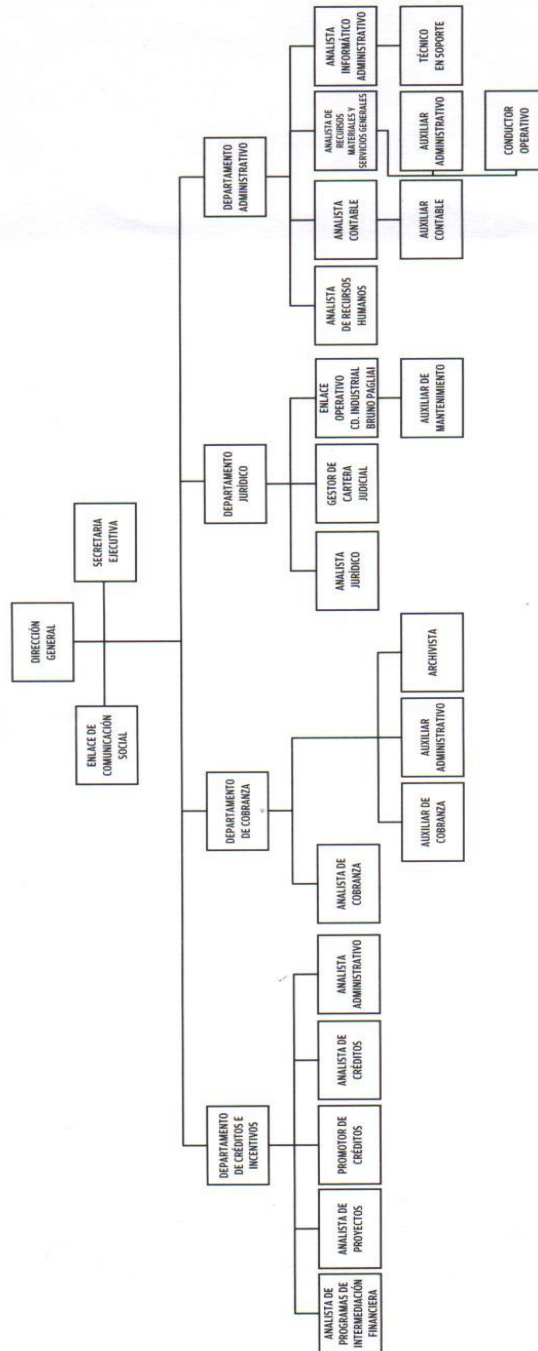 DIRECCIÓN
GENERAL
ENLACE DE
COMUNICACIÓN
SOCIAL
SECRETARIA
EJECUTIVA
DEPARTAMENTO
DE CRÉDITOS E
INCENTIVOS
DEPARTAMENTO
DE COBRANZA
DEPARTAMENTO
JURÍDICO
DEPARTAMENTO
ADMINISTRATIVO
ANALISTA DE
PROGRAMAS DE
INTERMEDIACIÓN
FINANCIERA
ANALISTA DE
PROYECTOS
PROMOTOR DE
CRÉDITOS
ANALISTA DE
CRÉDITOS
ANALISTA
ADMINISTRATIVO
ANALISTA DE
COBRANZA
ANALISTA
JURÍDICO
GESTOR DE
CARTERA
JUDICIAL
ENLACE
OPERATIVO
CD. INDUSTRIAL
BRUNO PAGLIAI
ANALISTA
DE RECURSOS
HUMANOS
ANALISTA
CONTABLE
ANALISTA DE
RECURSOS
MATERIALES Y
SERVICIOS GENERALES
ANALISTA
INFORMÁTICO
ADMINISTRATIVO
AUXILIAR DE
COBRANZA
AUXILIAR
ADMINISTRATIVO
ARCHIVISTA
AUXILIAR DE
MANTENIMIENTO
AUXILIAR
CONTABLE
AUXILIAR
ADMINISTRATIVO
TÉCNICO
EN SOPORTE
CONDUCTOR
OPERATIVO